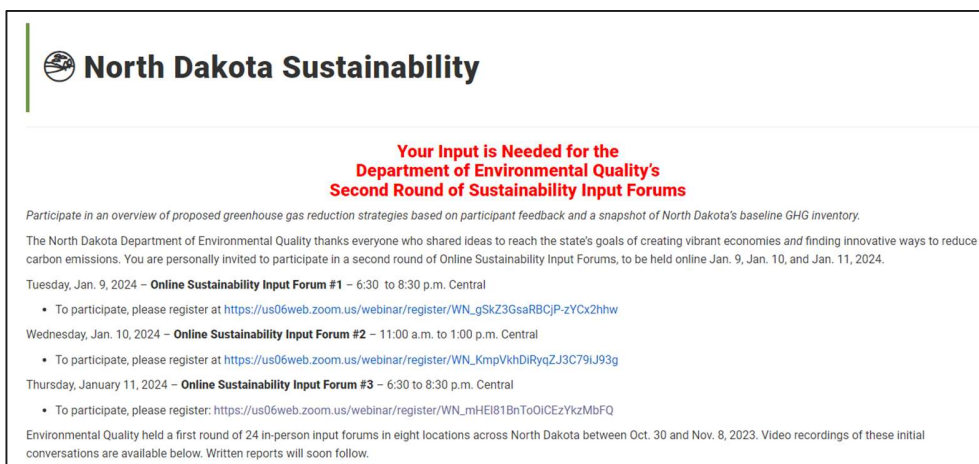 North Dakota Sustainability
Your Input is Needed for the
Department of Environmental Quality's
Second Round of Sustainability Input Forums
Participate in an overview of proposed greenhouse gas reduction strategies based on participant feedback and a snapshot of North Dakota's baseline GHG inventory.
The North Dakota Department of Environmental Quality thanks everyone who shared ideas to reach the state's goals of creating vibrant economies and finding innovative ways to reduce
carbon emissions. You are personally invited to participate in a second round of Online Sustainability Input Forums, to be held online Jan. 9, Jan. 10, and Jan. 11, 2024.
Tuesday, Jan. 9, 2024 – Online Sustainability Input Forum #1 – 6:30 to 8:30 p.m. Central
• To participate, please register at https://us06web.zoom.us/webinar/register/WN_gSkZ3GsaRBCjP-zYCx2hhw
Wednesday, Jan. 10, 2024 – Online Sustainability Input Forum #2 – 11:00 a.m. to 1:00 p.m. Central
• To participate, please register at https://us06web.zoom.us/webinar/register/WN_KmpVkhDiRyqZJ3C79iJ93g
Thursday, January 11, 2024 – Online Sustainability Input Forum #3 – 6:30 to 8:30 p.m. Central
• To participate, please register: https://us06web.zoom.us/webinar/register/WN_mHEl81BnToOiCEzYkzMbFQ
Environmental Quality held a first round of 24 in-person input forums in eight locations across North Dakota between Oct. 30 and Nov. 8, 2023. Video recordings of these initial
conversations are available below. Written reports will soon follow.